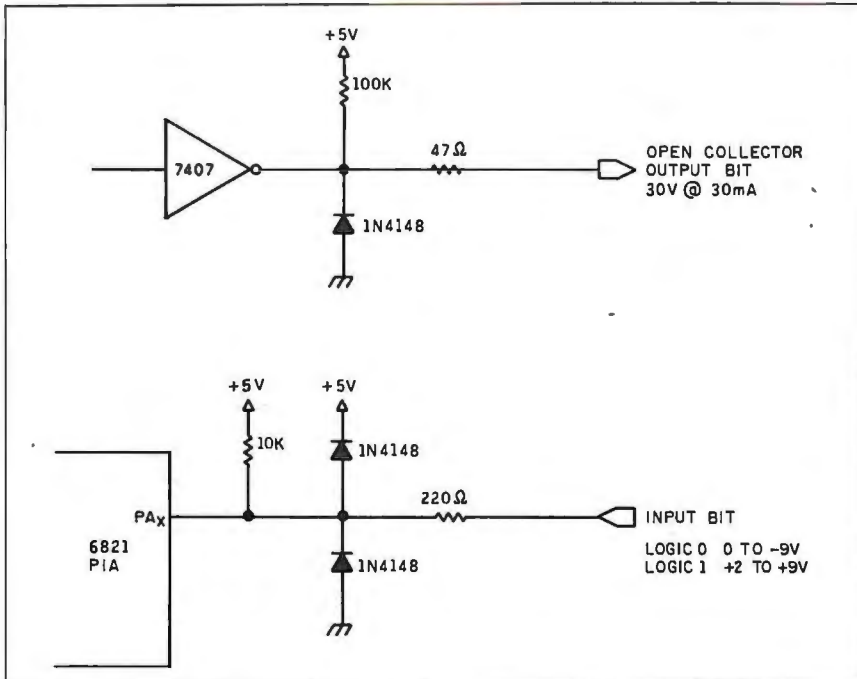 +5V
100K
7407
47Ω
OPEN COLLECTOR
OUTPUT BIT
30V @ 30mA
1N4148
+5V
+5V
10K
1N4148
220Ω
PAX
INPUT BIT
6821
PIA
1N4148
LOGIC 0 0 TO -9V
LOGIC 1 +2 TO +9V